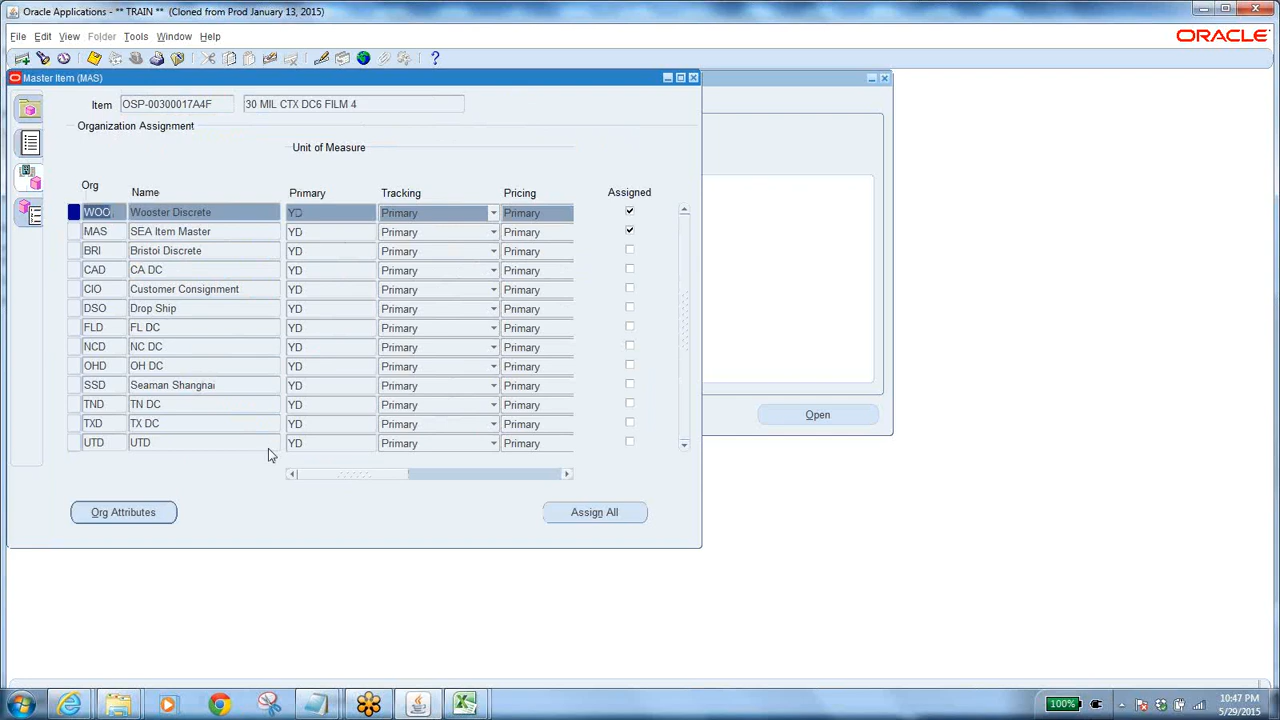 Oracle Applications - ** TRAIN ** (Cloned from Prod January 13, 2015)
File Edit View Folder Tools Window Help
ORACLE
Master Item (MAS)
Item OSP-00300017A4F 30 MIL CTX DC6 FILM 4
Organization Assignment
Unit of Measure
Org Name Primary Tracking Pricing Assigned
WOO Wooster Discrete YD Primary Primary
MAS SEA Item Master YD Primary Primary
BRI Bristol Discrete YD Primary Primary
CAD CA DC YD Primary Primary
CIO Customer Consignment YD Primary Primary
DSO Drop Ship YD Primary Primary
FLD FL DC YD Primary Primary
NCD NC DC YD Primary Primary
OHD OH DC YD Primary Primary
SSD Seaman Shanghai YD Primary Primary
TND TN DC YD Primary Primary
TXD TX DC YD Primary Primary
UTD UTD YD Primary Primary
Open
Org Attributes Assign All
100%
10:47 PM
5/29/2015